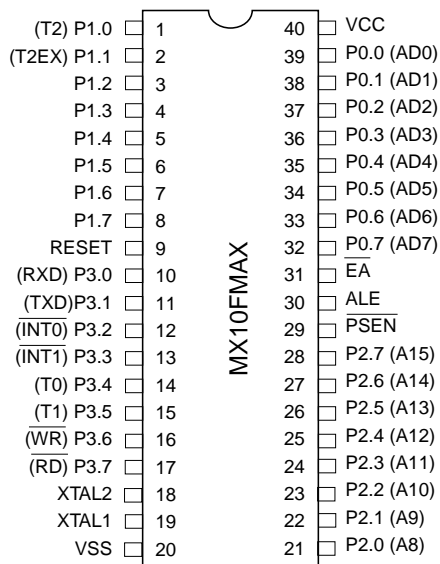 (T2) P1.0 1 40 VCC
(T2EX) P1.1 2 39 P0.0 (AD0)
P1.2 3 38 P0.1 (AD1)
P1.3 4 37 P0.2 (AD2)
P1.4 5 36 P0.3 (AD3)
P1.5 6 35 P0.4 (AD4)
P1.6 7 34 P0.5 (AD5)
P1.7 8 33 P0.6 (AD6)
RESET 9 32 P0.7 (AD7)
(RXD) P3.0 10 31 E̅A̅
(TXD)P3.1 11 30 ALE
(I̅N̅T̅0̅) P3.2 12 29 P̅S̅E̅N̅
(I̅N̅T̅1̅) P3.3 13 28 P2.7 (A15)
(T0) P3.4 14 27 P2.6 (A14)
(T1) P3.5 15 26 P2.5 (A13)
(W̅R̅) P3.6 16 25 P2.4 (A12)
(R̅D̅) P3.7 17 24 P2.3 (A11)
XTAL2 18 23 P2.2 (A10)
XTAL1 19 22 P2.1 (A9)
VSS 20 21 P2.0 (A8)
MX10FMAX